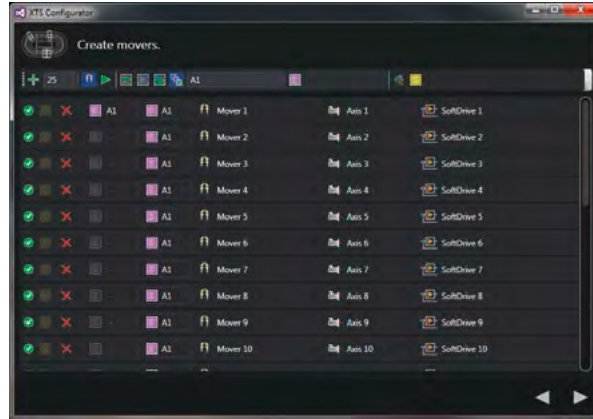 XTS Configurator
Create movers.
25 A1
A1 A1 Mover 1 Axis 1 SoftDrive 1
A1 Mover 2 Axis 2 SoftDrive 2
A1 Mover 3 Axis 3 SoftDrive 3
A1 Mover 4 Axis 4 SoftDrive 4
A1 Mover 5 Axis 5 SoftDrive 5
A1 Mover 6 Axis 6 SoftDrive 6
A1 Mover 7 Axis 7 SoftDrive 7
A1 Mover 8 Axis 8 SoftDrive 8
A1 Mover 9 Axis 9 SoftDrive 9
A1 Mover 10 Axis 10 SoftDrive 10